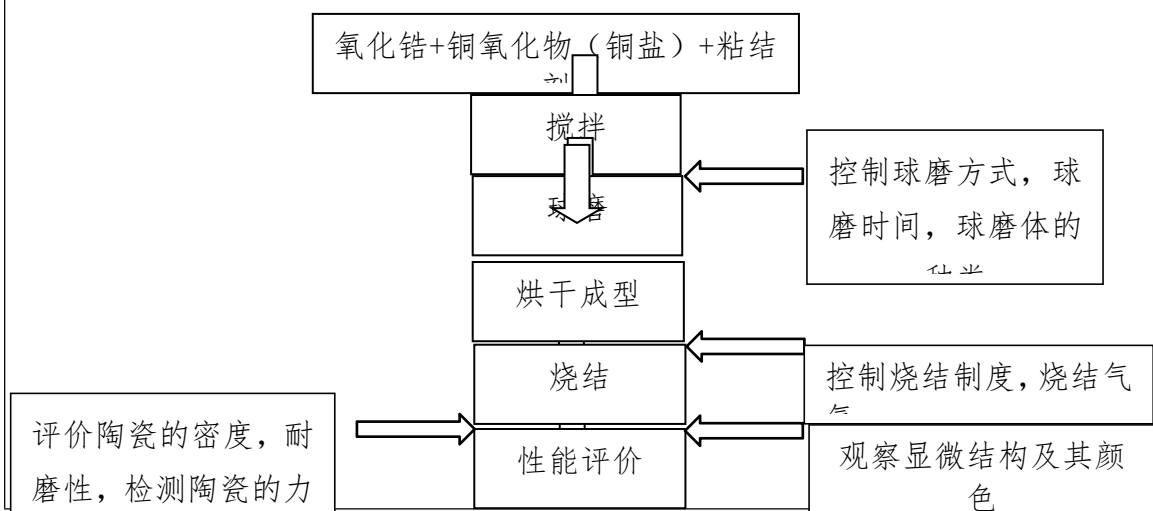 氧化锆+铜氧化物（铜盐）+粘结
搅拌
控制球磨方式，球
磨时间，球磨体的
球磨
烘干成型
烧结
控制烧结制度，烧结气
评价陶瓷的密度，耐
磨性，检测陶瓷的力
性能评价
观察显微结构及其颜
色